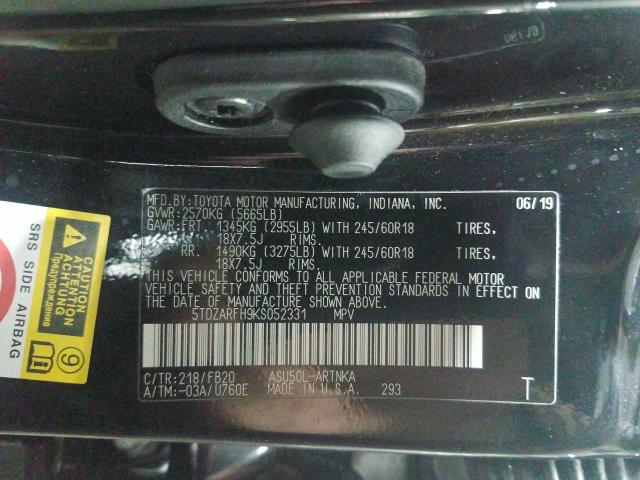 MFD.BY:TOYOTA MOTOR MANUFACTURING, INDIANA, INC. 06/19
GVWR:2570KG (5665LB)
GAWR:FRT. 1345KG (2955LB) WITH 245/60R18 TIRES,
18X7.5J RIMS.
RR. 1490KG (3275LB) WITH 245/60R18 TIRES,
18X7.5J RIMS.
THIS VEHICLE CONFORMS TO ALL APPLICABLE FEDERAL MOTOR
VEHICLE SAFETY AND THEFT PREVENTION STANDARDS IN EFFECT ON
THE DATE OF MANUFACTURE SHOWN ABOVE.
5TDZARFH9KS052331 MPV
C/TR:218/FB20 ASU50L-ARTNKA
A/TM:-03A/U760E MADE IN U.S.A. 293 T
SRS SIDE AIRBAG
CAUTION
ATTENTION
ACHTUNG
Предупреждение
9